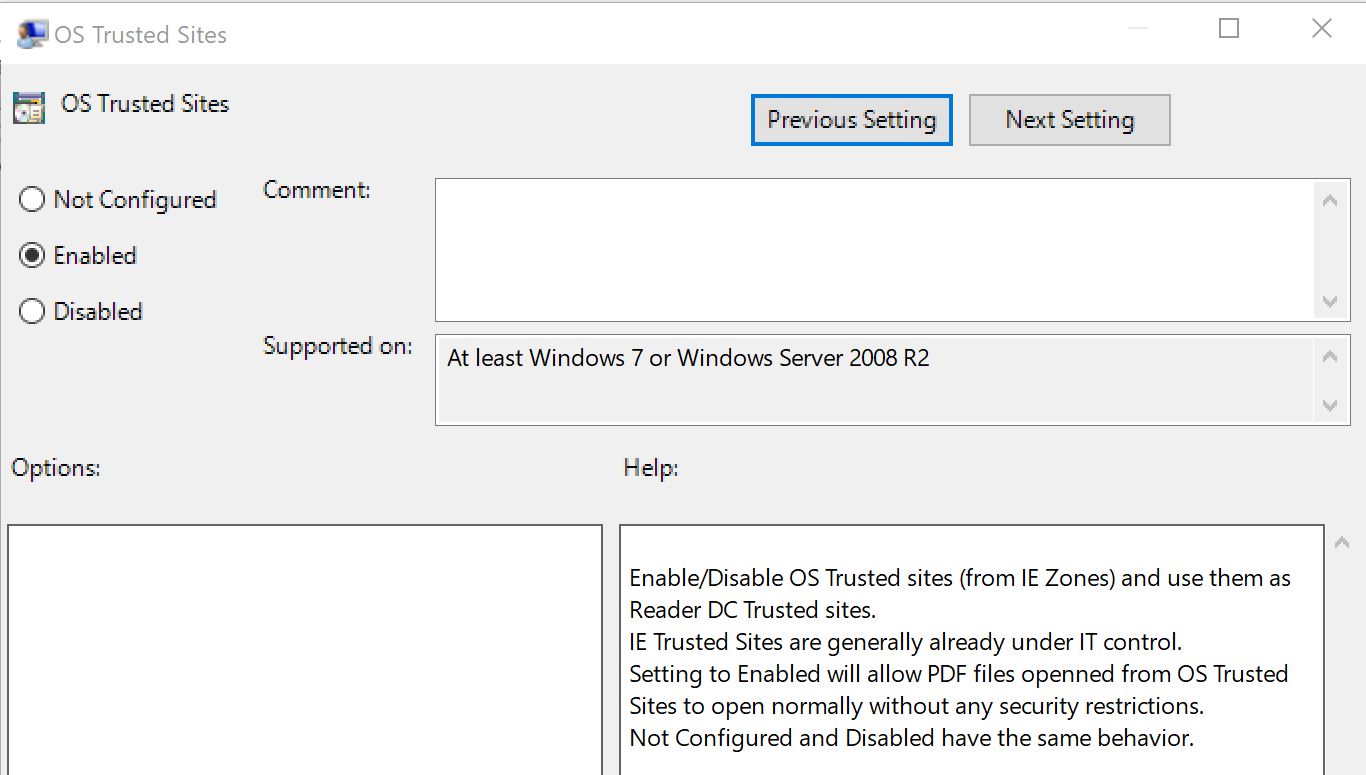 OS Trusted Sites
OS Trusted Sites
Previous Setting
Next Setting
Not Configured
Enabled
Disabled
Comment:
Supported on:
At least Windows 7 or Windows Server 2008 R2
Options:
Help:
Enable/Disable OS Trusted sites (from IE Zones) and use them as
Reader DC Trusted sites.
IE Trusted Sites are generally already under IT control.
Setting to Enabled will allow PDF files openned from OS Trusted
Sites to open normally without any security restrictions.
Not Configured and Disabled have the same behavior.